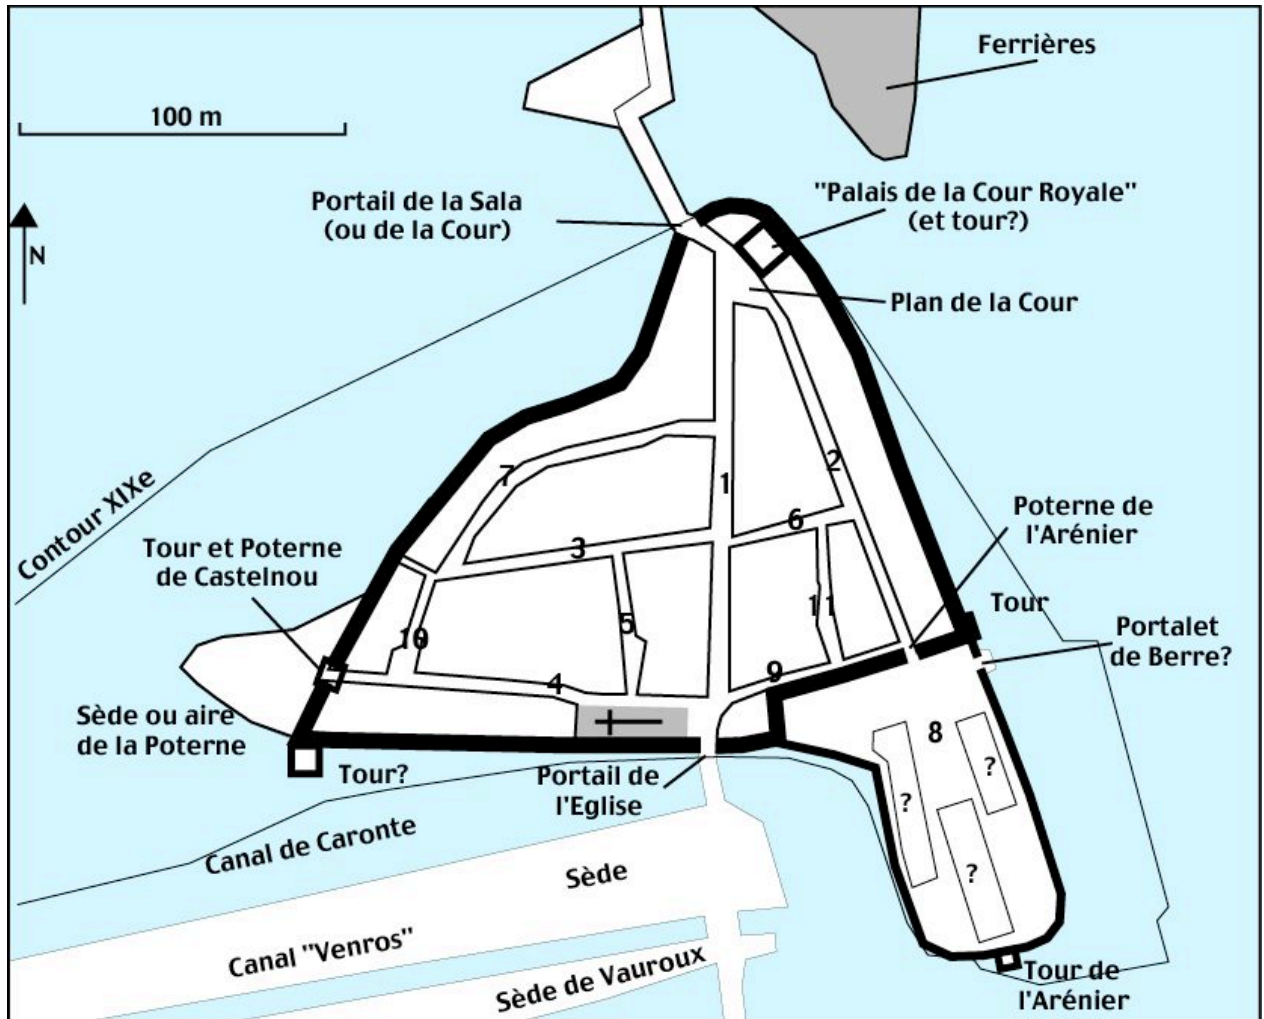 Ferrières
100 m
Portail de la Sala
(ou de la Cour)
"Palais de la Cour Royale"
(et tour?)
N
Plan de la Cour
Contour XIXe
7
1
2
6
3
Poterne de
l'Arénier
Tour et Poterne
de Castelnou
10
5
11
Tour
Portalet
de Berre?
4
9
Sède ou aire
de la Poterne
8
Tour?
Portail de
l'Eglise
?
?
?
Canal de Caronte
Sède
Canal "Venros"
Sède de Vauroux
Tour de
l'Arénier